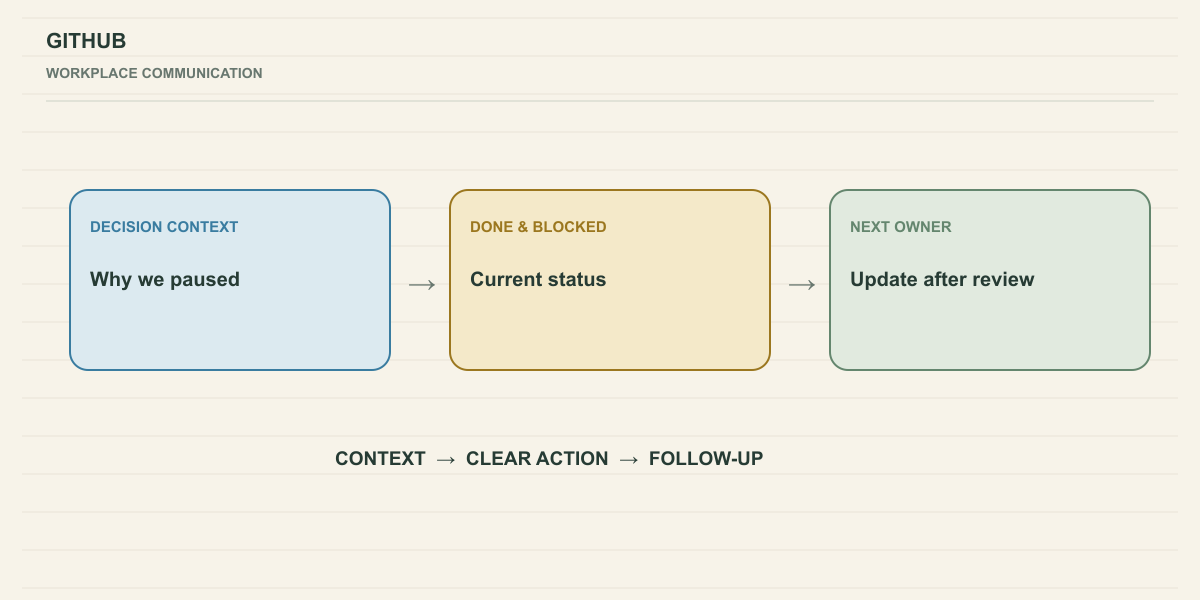 GITHUB
WORKPLACE COMMUNICATION
DECISION CONTEXT
Why we paused
→
DONE & BLOCKED
Current status
→
NEXT OWNER
Update after review
CONTEXT → CLEAR ACTION → FOLLOW-UP